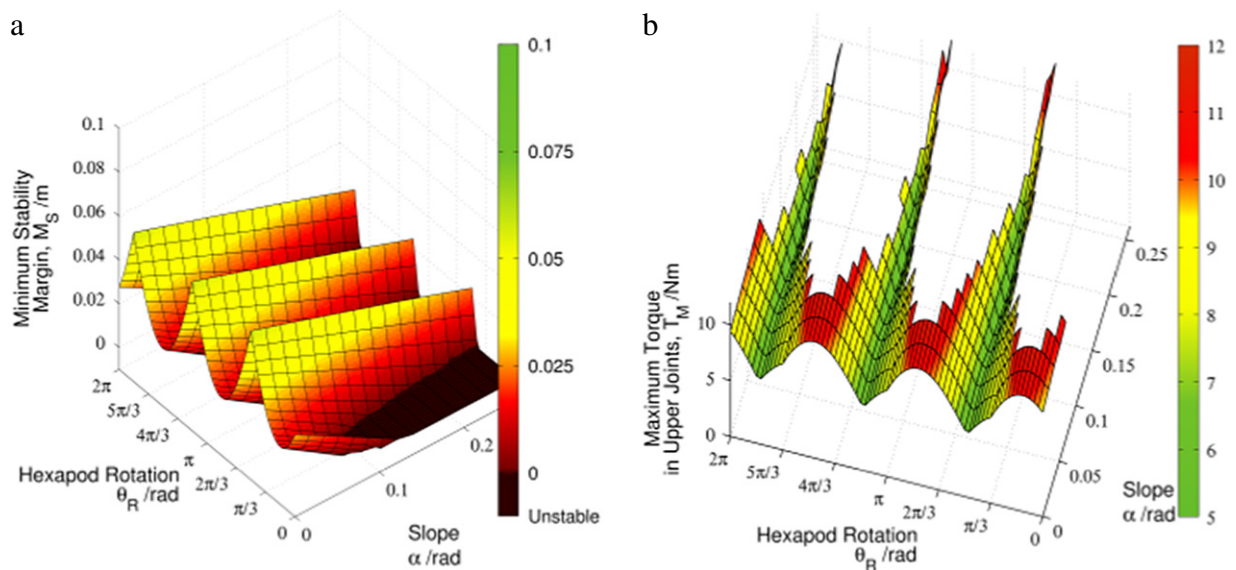 a
Minimum Stability
Margin, M_S /m
0.1
0.08
0.06
0.04
0.02
0
2π
5π/3
4π/3
π
2π/3
π/3
0
Hexapod Rotation
θ_R /rad
0
0.1
0.2
Slope
α /rad
0.1
0.075
0.05
0.025
0
Unstable
b
Maximum Torque
in Upper Joints, T_M /Nm
10
5
0
2π
5π/3
4π/3
π
2π/3
π/3
0
Hexapod Rotation
θ_R /rad
0
0.05
0.1
0.15
0.2
0.25
Slope
α /rad
12
11
10
9
8
7
6
5